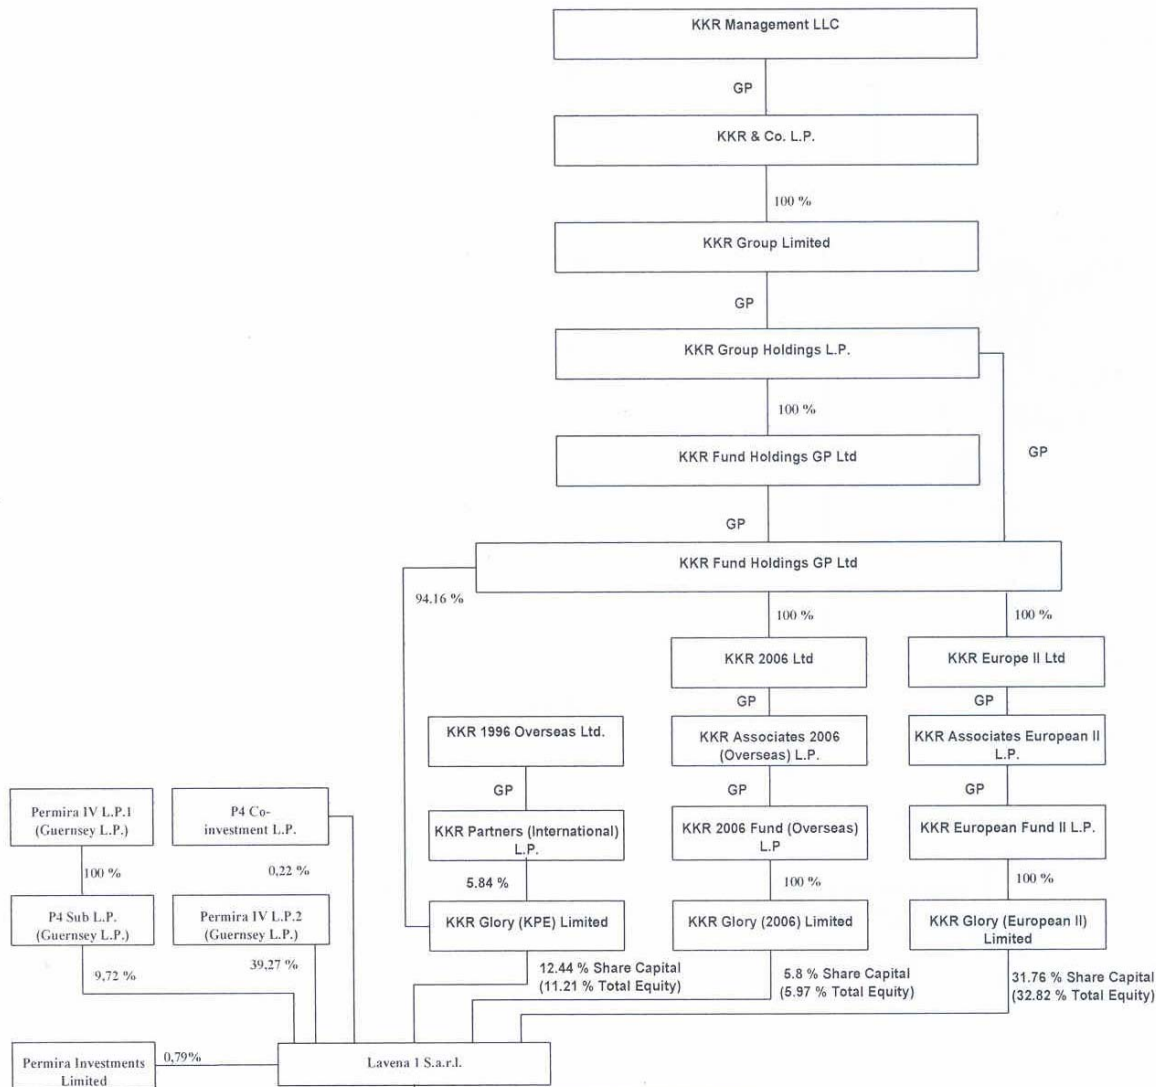 KKR Management LLC
GP
KKR & Co. L.P.
100 %
KKR Group Limited
GP
KKR Group Holdings L.P.
100 %
KKR Fund Holdings GP Ltd
GP
GP
KKR Fund Holdings GP Ltd
94.16 %
100 %
100 %
KKR 2006 Ltd
KKR Europe II Ltd
GP
GP
KKR 1996 Overseas Ltd.
KKR Associates 2006
(Overseas) L.P.
KKR Associates European II
L.P.
GP
GP
GP
Permira IV L.P.1
(Guernsey L.P.)
P4 Co-
investment L.P.
KKR Partners (International)
L.P.
KKR 2006 Fund (Overseas)
L.P
KKR European Fund II L.P.
100 %
0,22 %
5.84 %
100 %
100 %
P4 Sub L.P.
(Guernsey L.P.)
Permira IV L.P.2
(Guernsey L.P.)
KKR Glory (KPE) Limited
KKR Glory (2006) Limited
KKR Glory (European II)
Limited
9,72 %
39,27 %
12.44 % Share Capital
(11.21 % Total Equity)
5.8 % Share Capital
(5.97 % Total Equity)
31.76 % Share Capital
(32.82 % Total Equity)
Permira Investments
Limited
0,79%
Lavena 1 S.a.r.l.